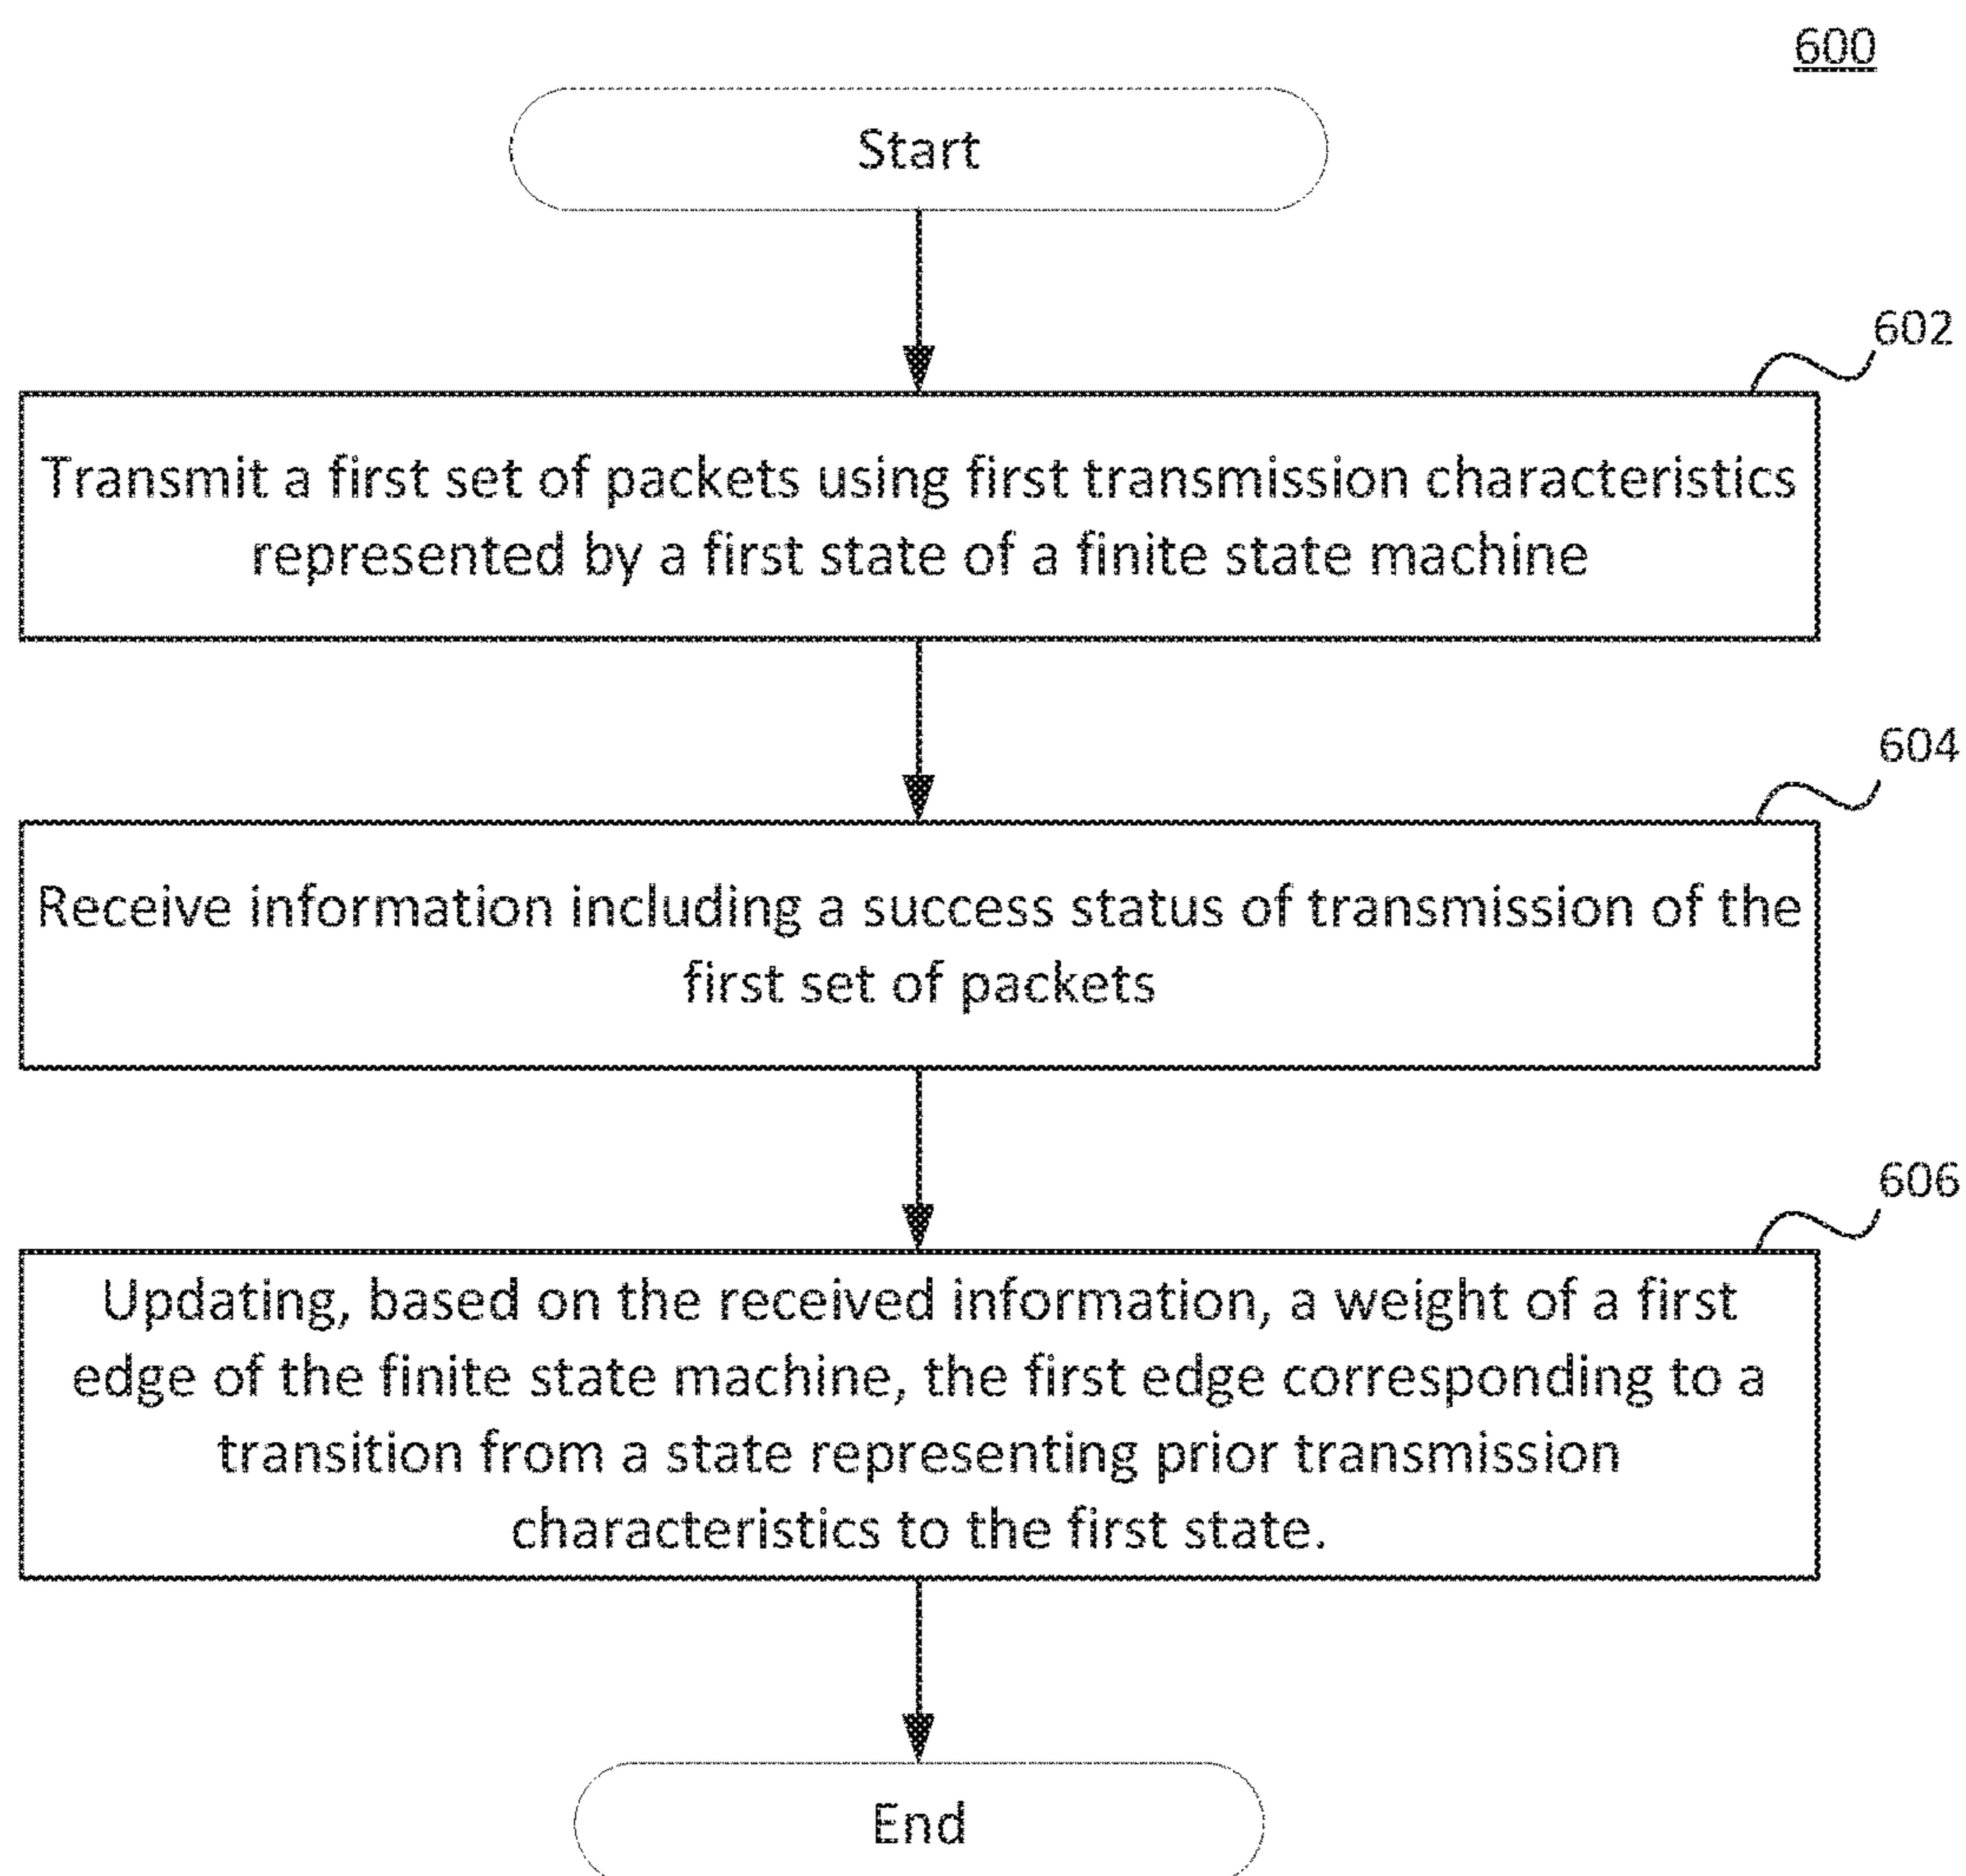 600
Start
602
Transmit a first set of packets using first transmission characteristics
represented by a first state of a finite state machine
604
Receive information including a success status of transmission of the
first set of packets
606
Updating, based on the received information, a weight of a first
edge of the finite state machine, the first edge corresponding to a
transition from a state representing prior transmission
characteristics to the first state.
End